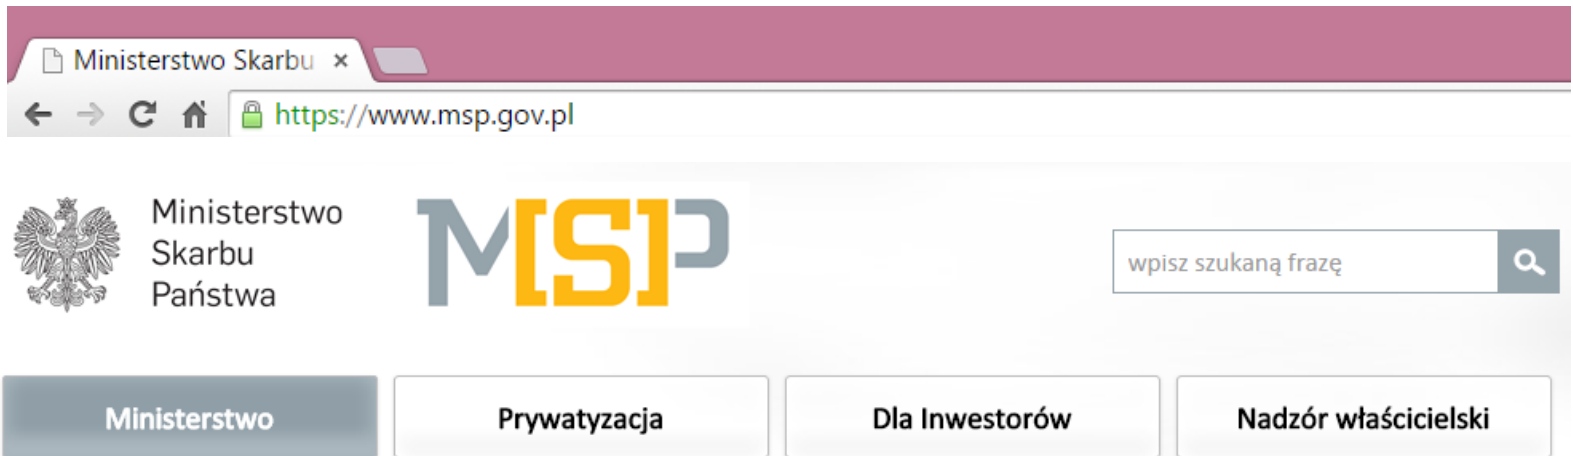 Ministerstwo Skarbu
https://www.msp.gov.pl
Ministerstwo
Skarbu
Państwa
M[S]P
wpisz szukaną frazę
Ministerstwo
Prywatyzacja
Dla Inwestorów
Nadzór właścicielski